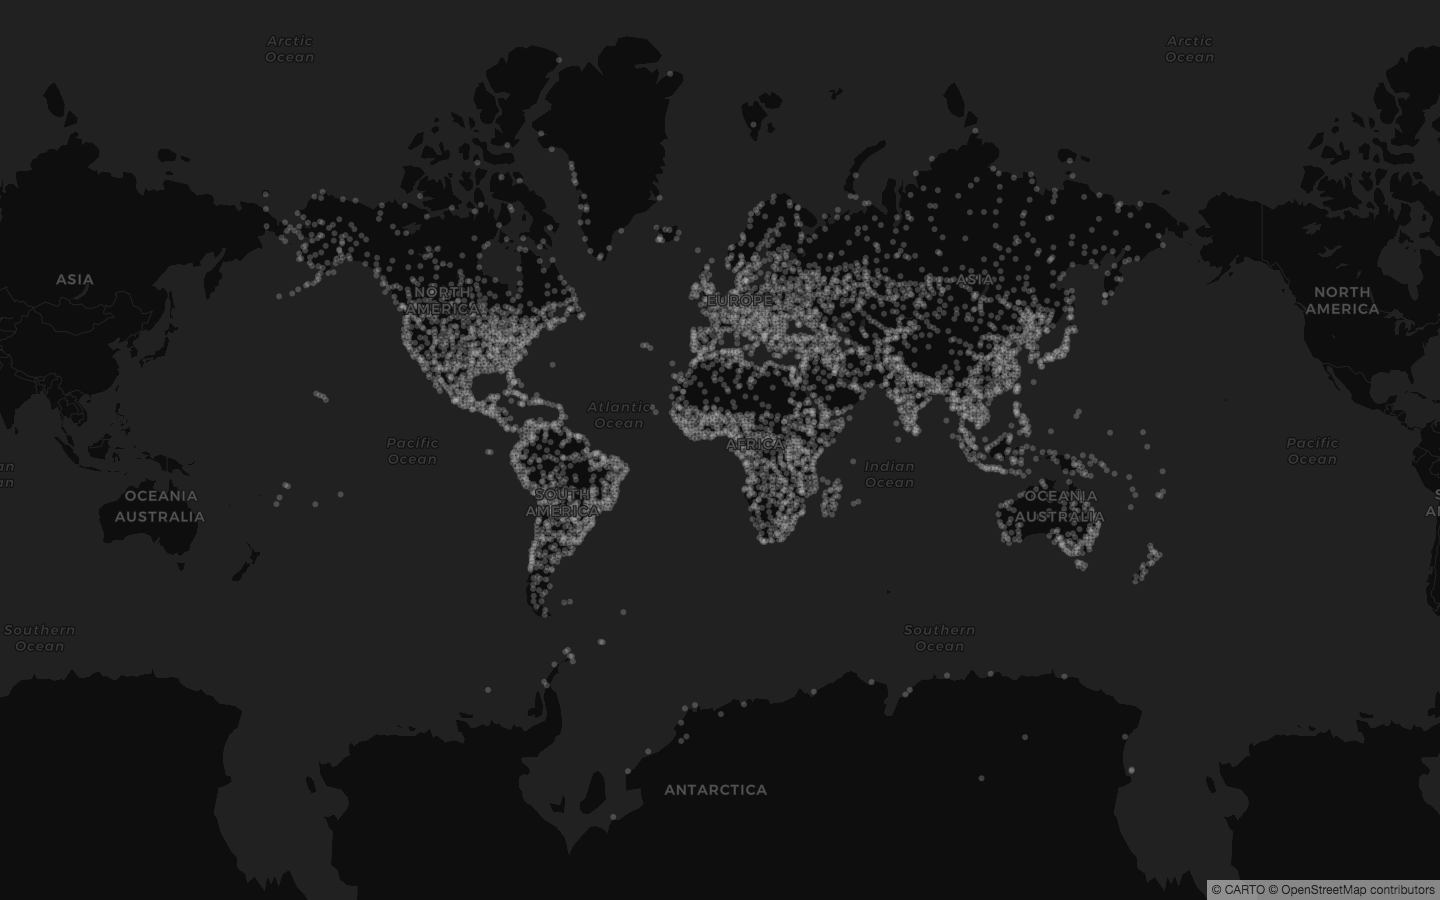 Arctic
Ocean
Arctic
Ocean
ASIA
NORTH
AMERICA
EUROPE
ASIA
NORTH
AMERICA
Atlantic
Ocean
Pacific
Ocean
AFRICA
Pacific
Ocean
an
an
Indian
Ocean
OCEANIA
AUSTRALIA
SOUTH
AMERICA
OCEANIA
AUSTRALIA
S
A
Southern
Ocean
Southern
Ocean
ANTARCTICA
© CARTO © OpenStreetMap contributors